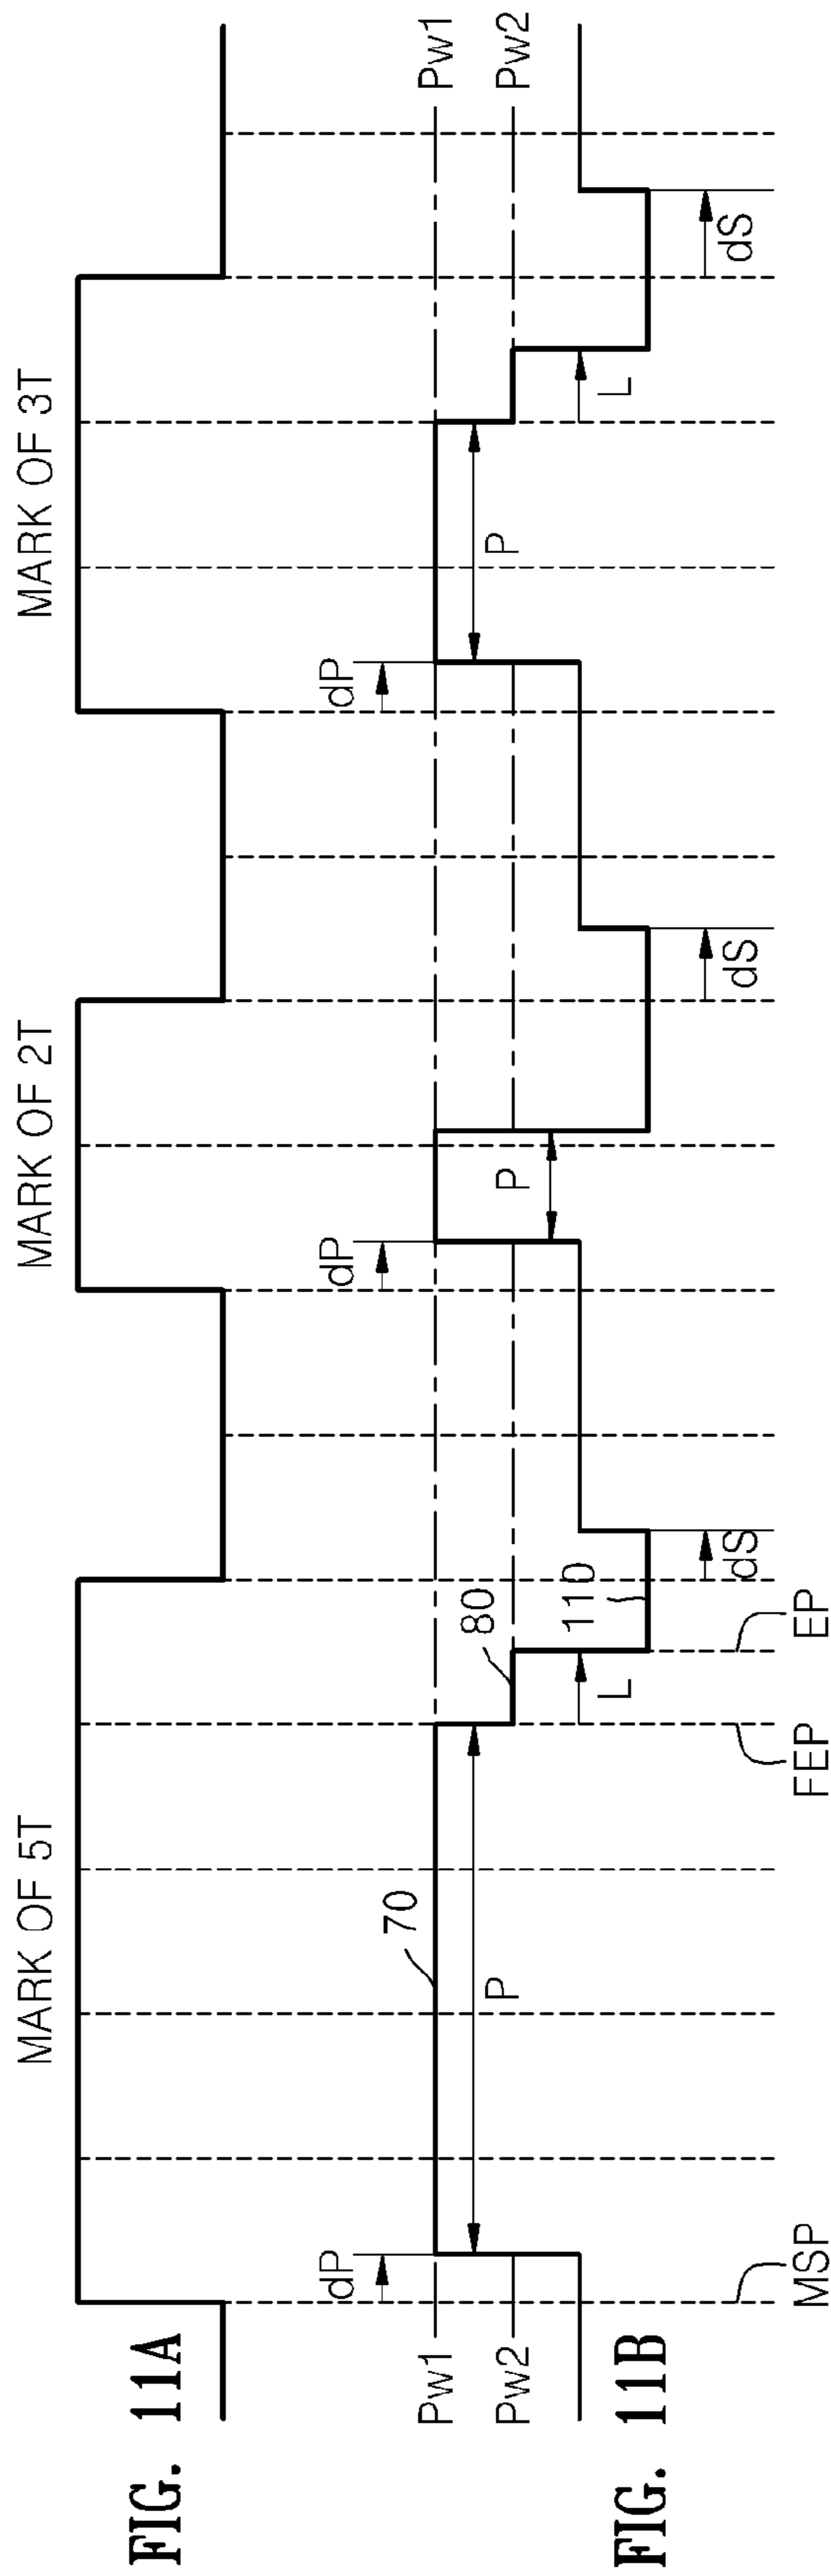 FIG. 11A
MARK OF 5T
MARK OF 2T
MARK OF 3T
FIG. 11B
dP
dP
dP
Pw1
70
Pw1
Pw2
P
80
P
P
Pw2
L
110
L
dS
dS
dS
MSP
FEP
EP